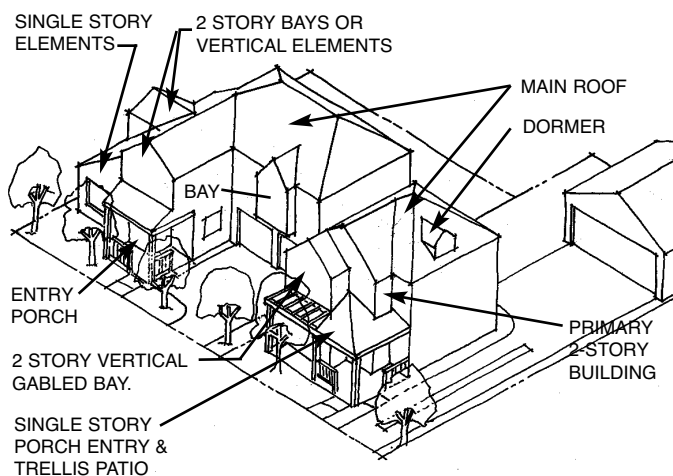 SINGLE STORY
ELEMENTS
2 STORY BAYS OR
VERTICAL ELEMENTS
MAIN ROOF
DORMER
BAY
ENTRY
PORCH
PRIMARY
2-STORY
BUILDING
2 STORY VERTICAL
GABLED BAY.
SINGLE STORY
PORCH ENTRY &
TRELLIS PATIO